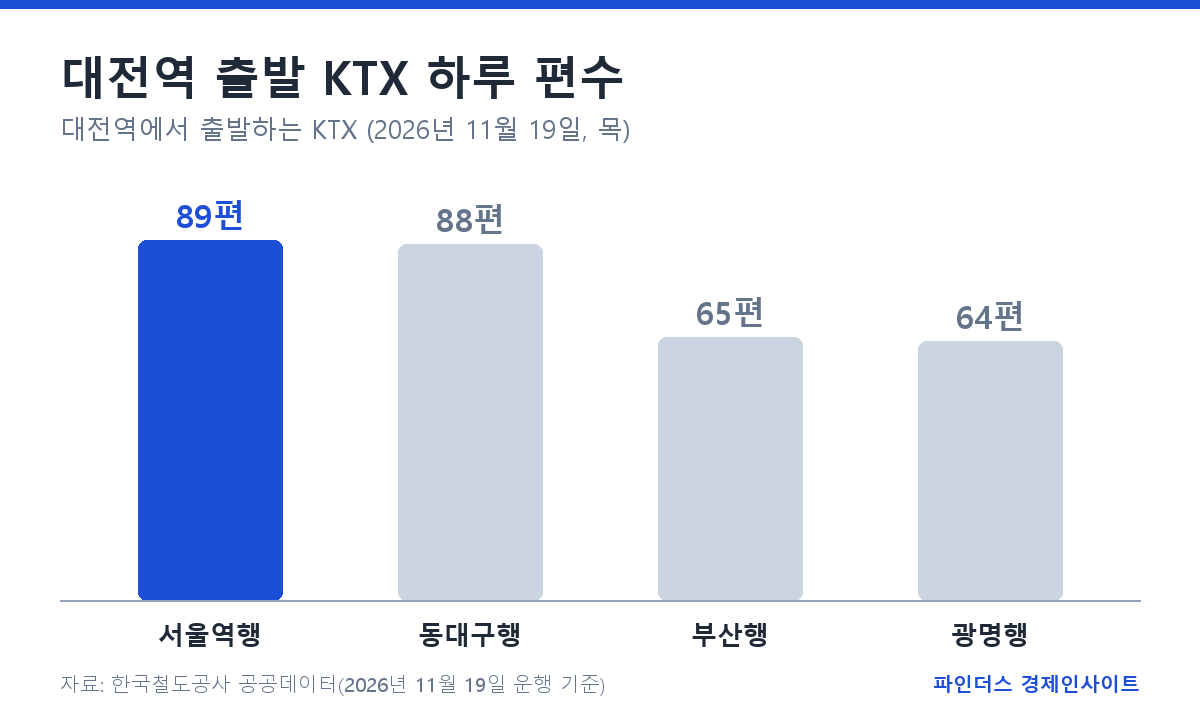 대전역 출발 KTX 하루 편수
대전역에서 출발하는 KTX (2026년 11월 19일, 목)
89편
88편
65편
64편
서울역행
동대구행
부산행
광명행
자료: 한국철도공사 공공데이터(2026년 11월 19일 운행 기준)
파인더스 경제인사이트